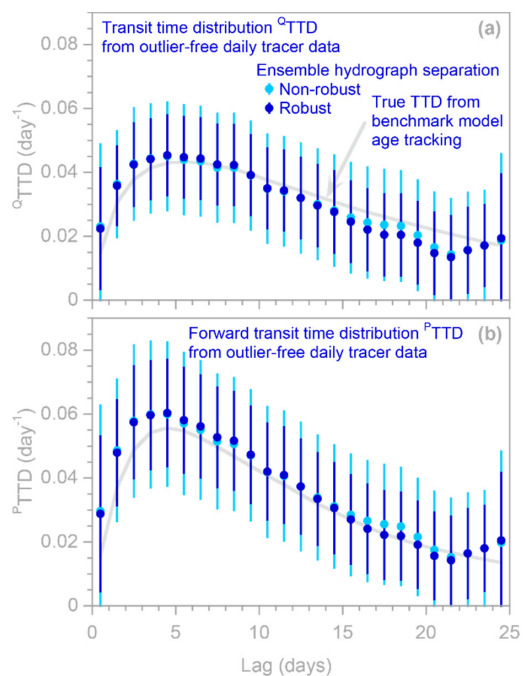 0.08
0.06
0.04
0.02
0
QTTD (day-1)
Transit time distribution QTTD
from outlier-free daily tracer data
(a)
Ensemble hydrograph separation
Non-robust
Robust
True TTD from
benchmark model
age tracking
0.08
0.06
0.04
0.02
0
PTTD (day-1)
Forward transit time distribution PTTD
from outlier-free daily tracer data
(b)
0 5 10 15 20 25
Lag (days)